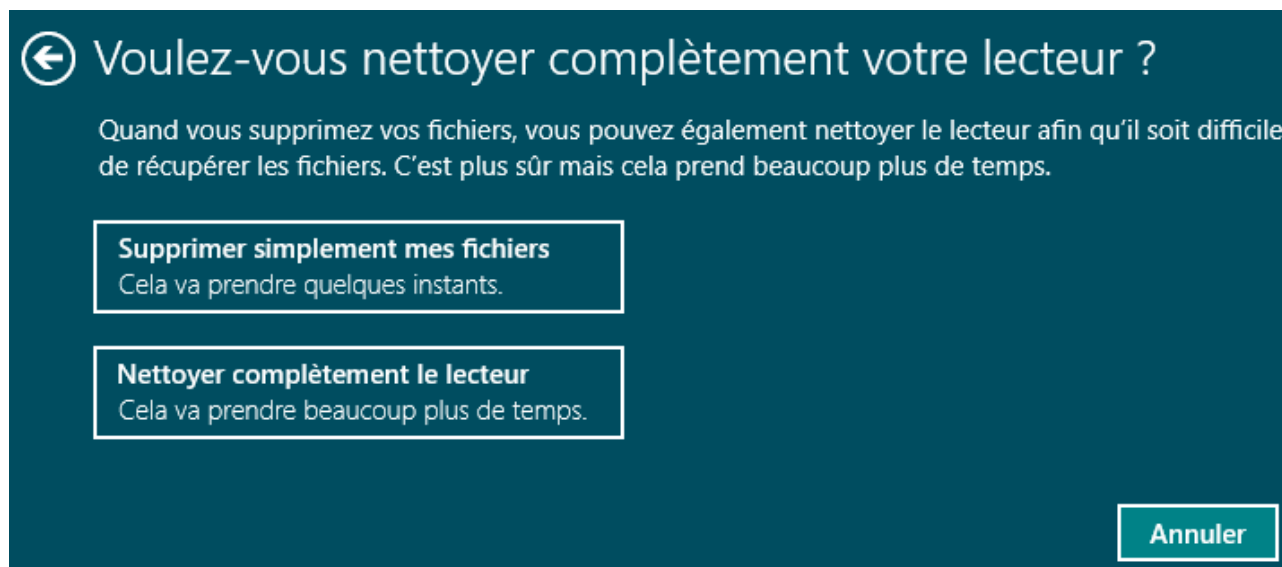 Voulez-vous nettoyer complètement votre lecteur ?
Quand vous supprimez vos fichiers, vous pouvez également nettoyer le lecteur afin qu’il soit difficile
de récupérer les fichiers. C’est plus sûr mais cela prend beaucoup plus de temps.
Supprimer simplement mes fichiers
Cela va prendre quelques instants.
Nettoyer complètement le lecteur
Cela va prendre beaucoup plus de temps.
Annuler